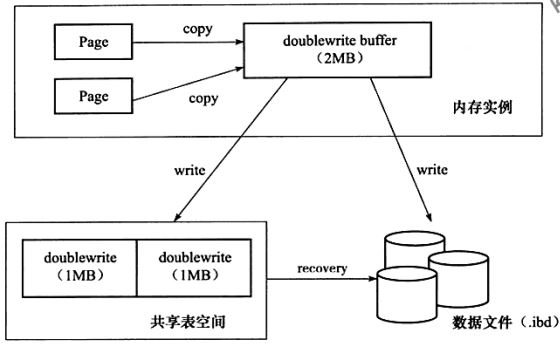 Page
copy
doublewrite buffer
（2MB）
Page
copy
内存实例
write
write
doublewrite
（1MB）
doublewrite
（1MB）
recovery
共享表空间
数据文件（.ibd）